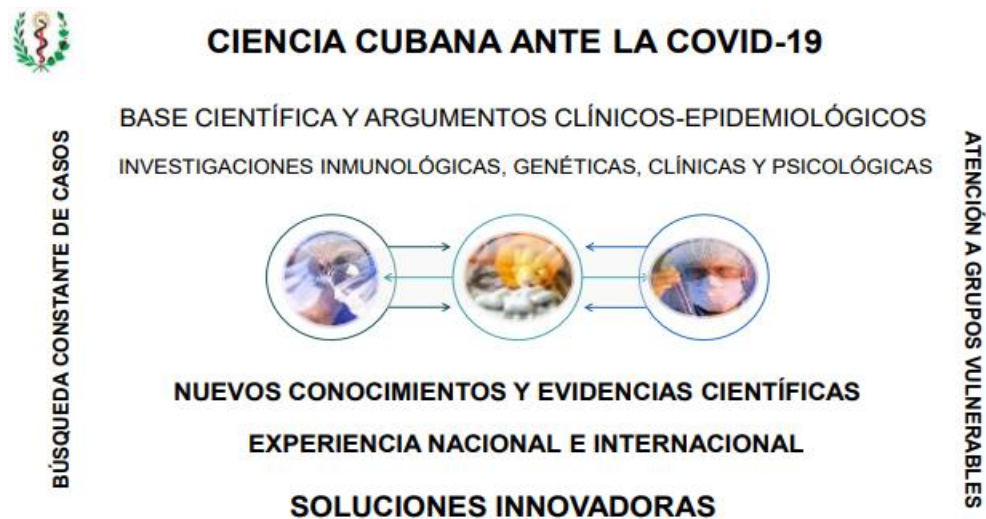 CIENCIA CUBANA ANTE LA COVID-19
BASE CIENTÍFICA Y ARGUMENTOS CLÍNICOS-EPIDEMIOLÓGICOS
INVESTIGACIONES INMUNOLÓGICAS, GENÉTICAS, CLÍNICAS Y PSICOLÓGICAS
BÚSQUEDA CONSTANTE DE CASOS
ATENCIÓN A GRUPOS VULNERABLES
NUEVOS CONOCIMIENTOS Y EVIDENCIAS CIENTÍFICAS
EXPERIENCIA NACIONAL E INTERNACIONAL
SOLUCIONES INNOVADORAS